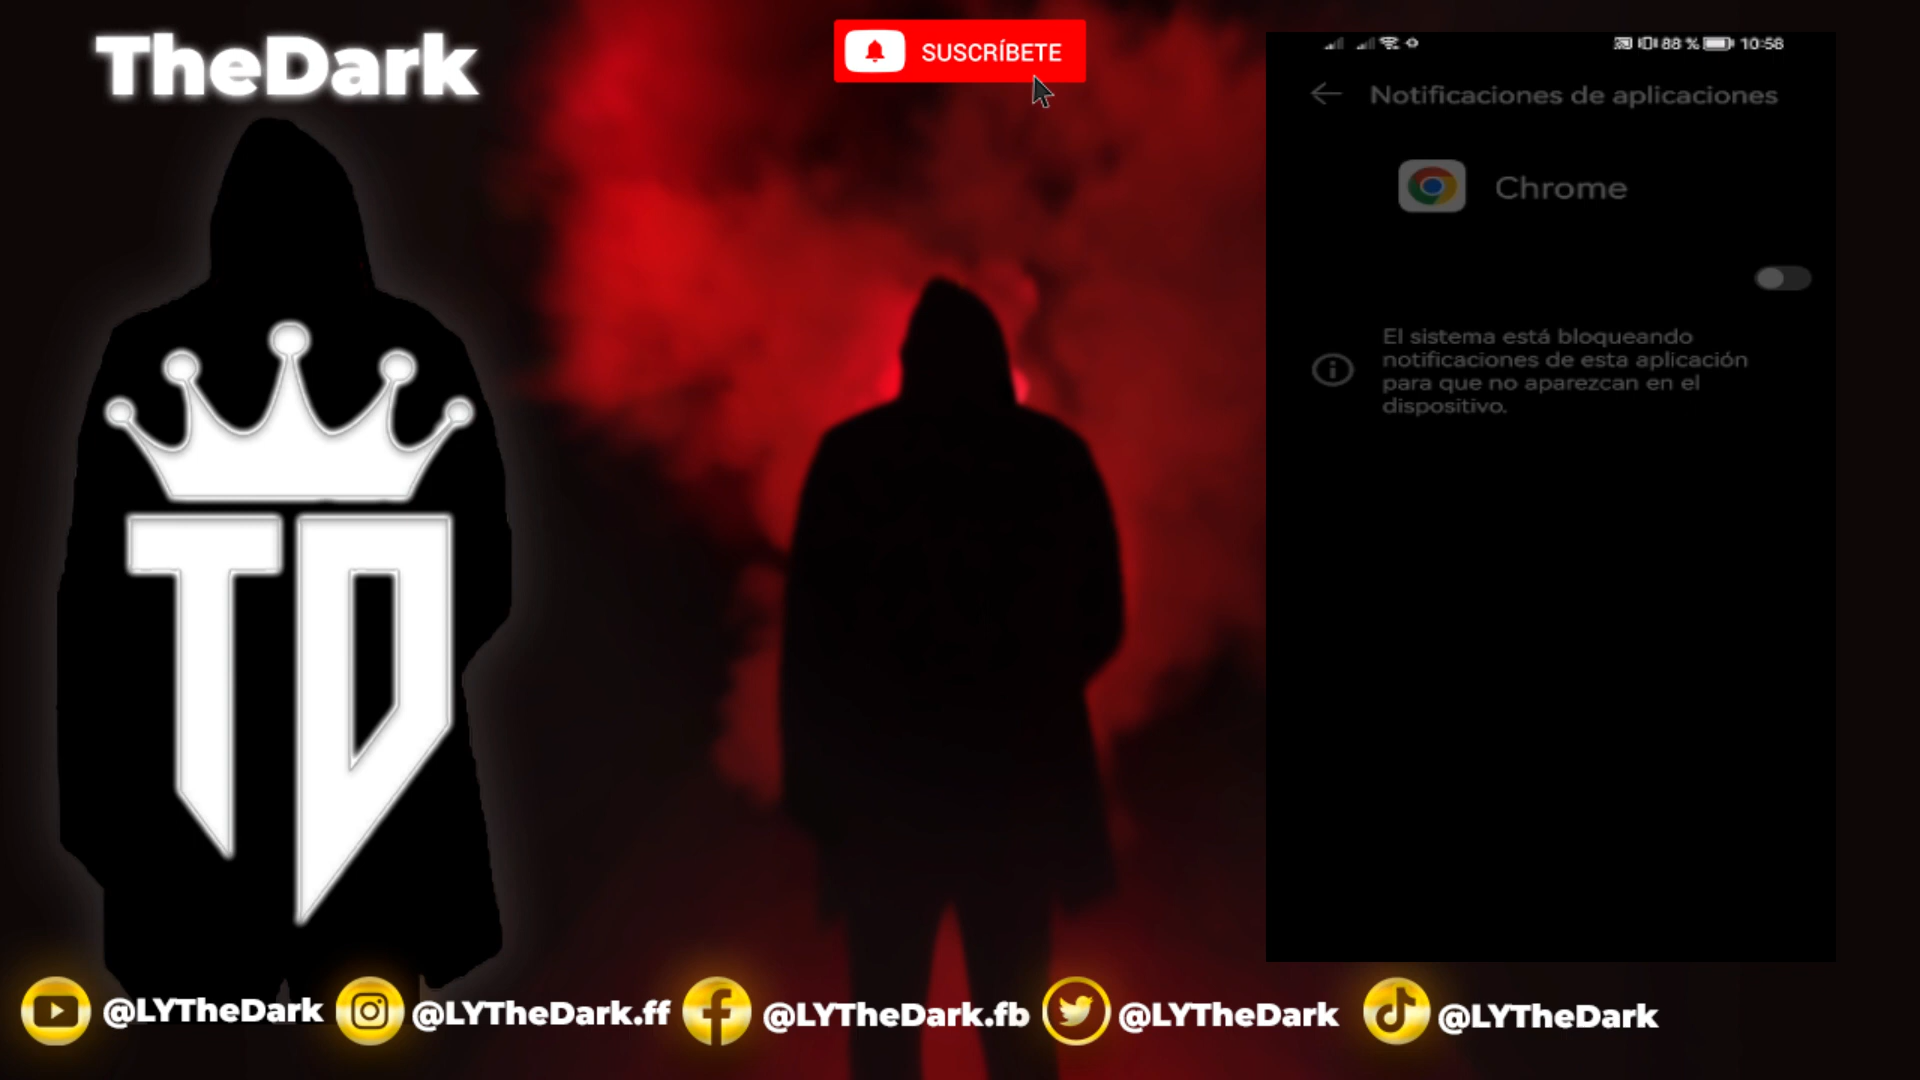 TheDark
SUSCRÍBETE
88 % 10:58
Notificaciones de aplicaciones
Chrome
El sistema está bloqueando
notificaciones de esta aplicación
para que no aparezcan en el
dispositivo.
TD
@LYTheDark
@LYTheDark.ff
@LYTheDark.fb
@LYTheDark
@LYTheDark